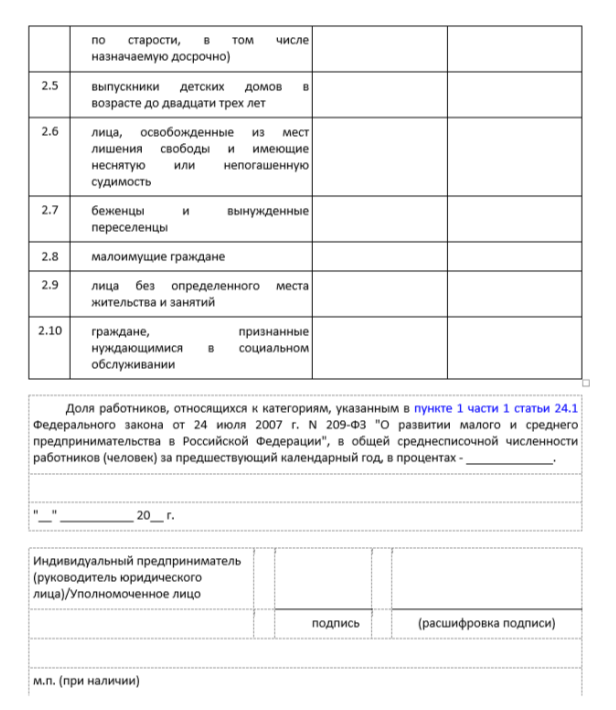 по старости, в том числе
назначаемую досрочно)
2.5 выпускники детских домов в
возрасте до двадцати трех лет
2.6 лица, освобожденные из мест
лишения свободы и имеющие
неснятую или непогашенную
судимость
2.7 беженцы и вынужденные
переселенцы
2.8 малоимущие граждане
2.9 лица без определенного места
жительства и занятий
2.10 граждане, признанные
нуждающимися в социальном
обслуживании
Доля работников, относящихся к категориям, указанным в пункте 1 части 1 статьи 24.1
Федерального закона от 24 июля 2007 г. N 209-ФЗ "О развитии малого и среднего
предпринимательства в Российской Федерации", в общей среднесписочной численности
работников (человек) за предшествующий календарный год, в процентах - _____________.
"__" ___________ 20__ г.
Индивидуальный предприниматель
(руководитель юридического
лица)/Уполномоченное лицо
подпись (расшифровка подписи)
м.п. (при наличии)